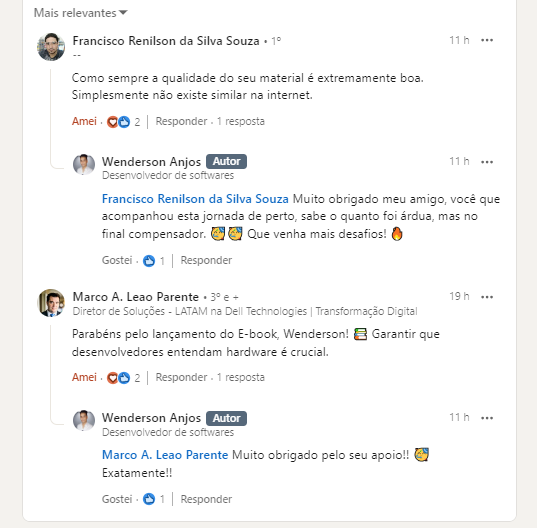 Mais relevantes
Francisco Renilson da Silva Souza • 1º
11 h
--
Como sempre a qualidade do seu material é extremamente boa.
Simplesmente não existe similar na internet.
Amei · 2 | Responder · 1 resposta
Wenderson Anjos Autor
11 h
Desenvolvedor de softwares
Francisco Renilson da Silva Souza Muito obrigado meu amigo, você que
acompanhou esta jornada de perto, sabe o quanto foi árdua, mas no
final compensador. 🥰🥰 Que venha mais desafios! 🔥
Gostei · 1 | Responder
Marco A. Leao Parente • 3º e +
19 h
Diretor de Soluções - LATAM na Dell Technologies | Transformação Digital
Parabéns pelo lançamento do E-book, Wenderson! 📚 Garantir que
desenvolvedores entendam hardware é crucial.
Amei · 2 | Responder · 1 resposta
Wenderson Anjos Autor
11 h
Desenvolvedor de softwares
Marco A. Leao Parente Muito obrigado pelo seu apoio!! 🥰
Exatamente!!
Gostei · 1 | Responder